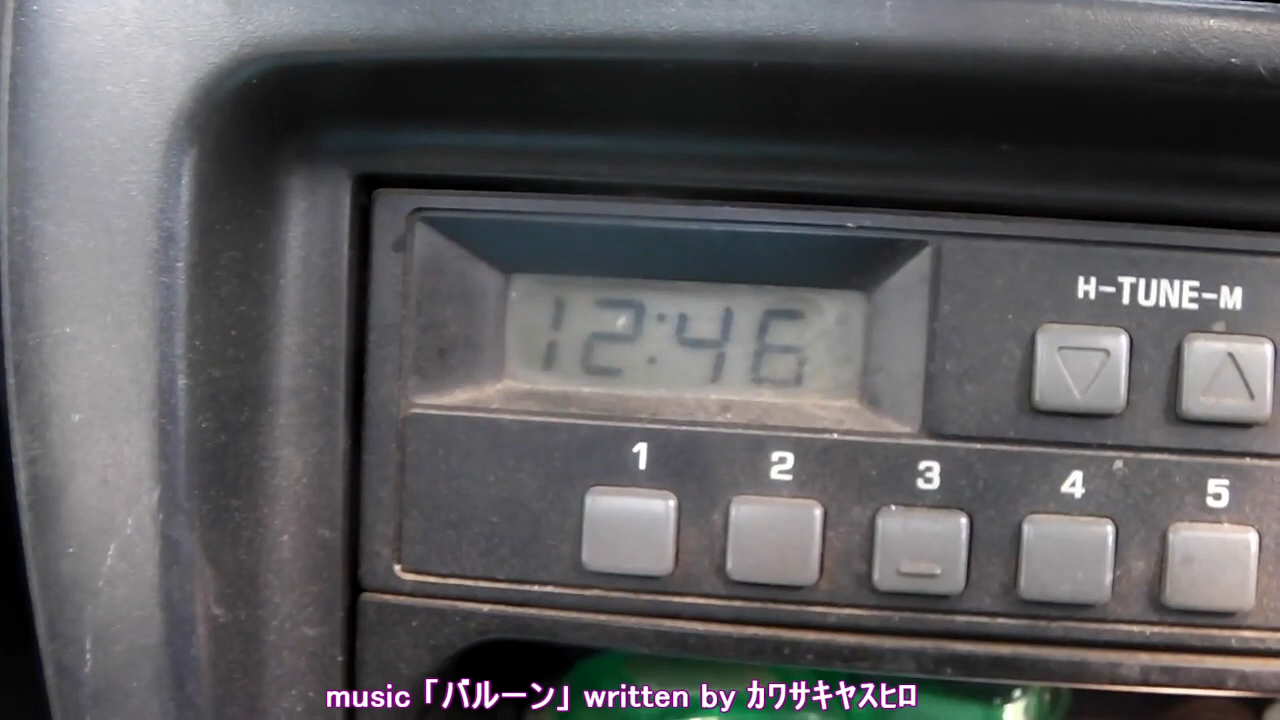 12:46
H-TUNE-M
1 2 3 4 5
music「バルーン」written by ｶﾜｻｷﾔｽﾋﾛ